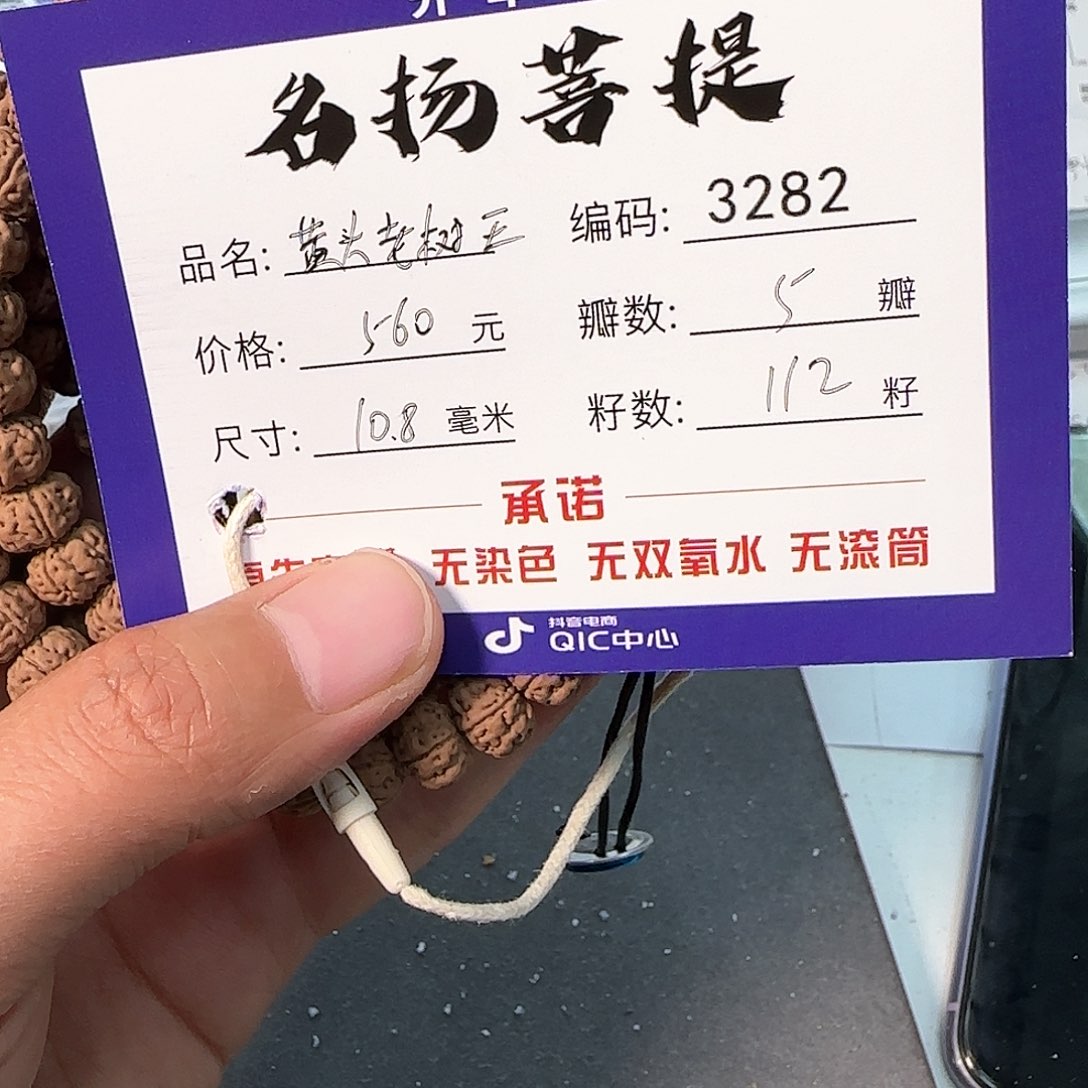 名扬菩提
品名: 黄头老树王 编码: 3282
价格: 560 元 瓣数: 5 瓣
尺寸: 10.8 毫米 籽数: 112 籽
承诺
无染色 无双氧水 无滚筒
抖音电商
QIC中心